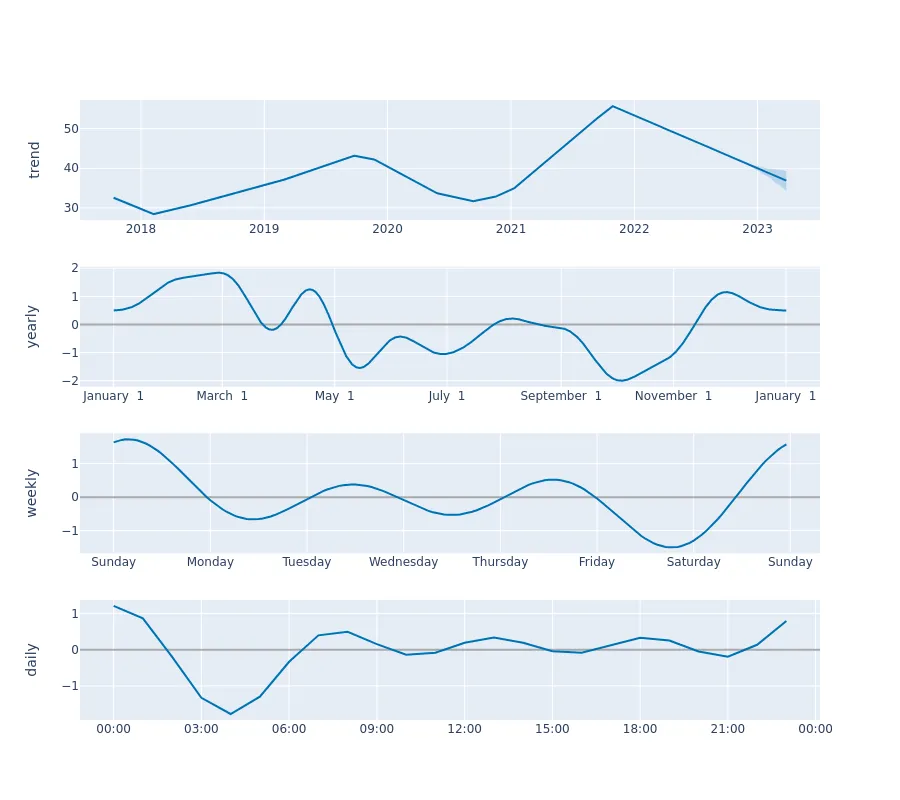 trend
50
40
30
2018 2019 2020 2021 2022 2023
yearly
2
1
0
−1
−2
January 1 March 1 May 1 July 1 September 1 November 1 January 1
weekly
1
0
−1
Sunday Monday Tuesday Wednesday Thursday Friday Saturday Sunday
daily
1
0
−1
00:00 03:00 06:00 09:00 12:00 15:00 18:00 21:00 00:00